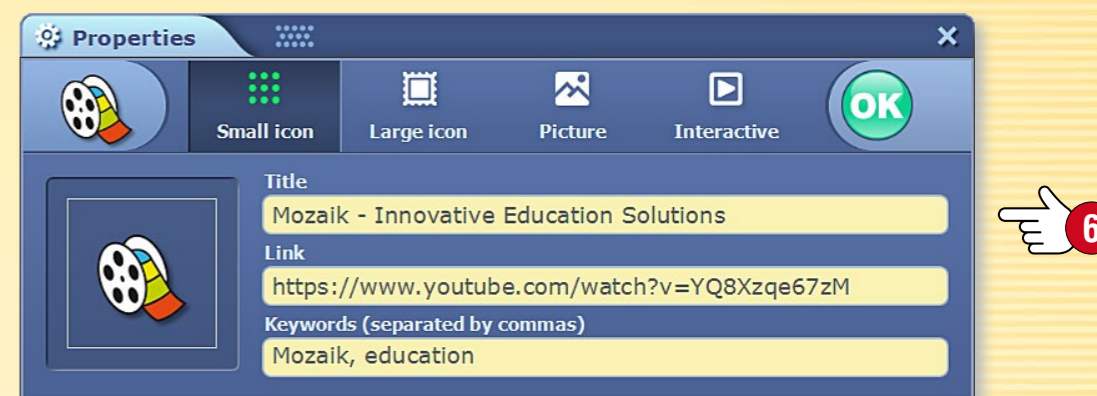 Properties
Small icon Large icon Picture Interactive OK
Title
Mozaik - Innovative Education Solutions
Link
https://www.youtube.com/watch?v=YQ8Xzqe67zM
6
Keywords (separated by commas)
Mozaik, education